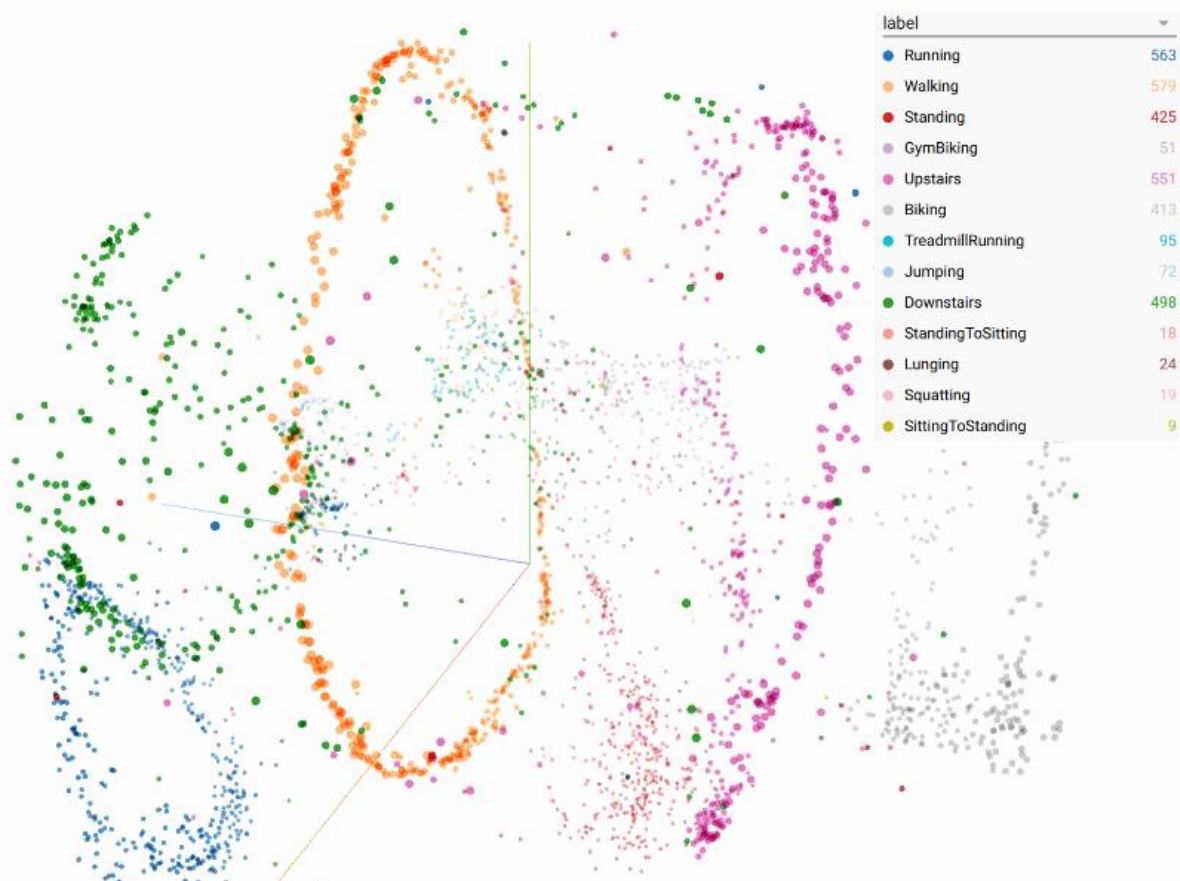 label
Running 563
Walking 579
Standing 425
GymBiking 51
Upstairs 551
Biking 413
TreadmillRunning 95
Jumping 72
Downstairs 498
StandingToSitting 18
Lunging 24
Squatting 19
SittingToStanding 9